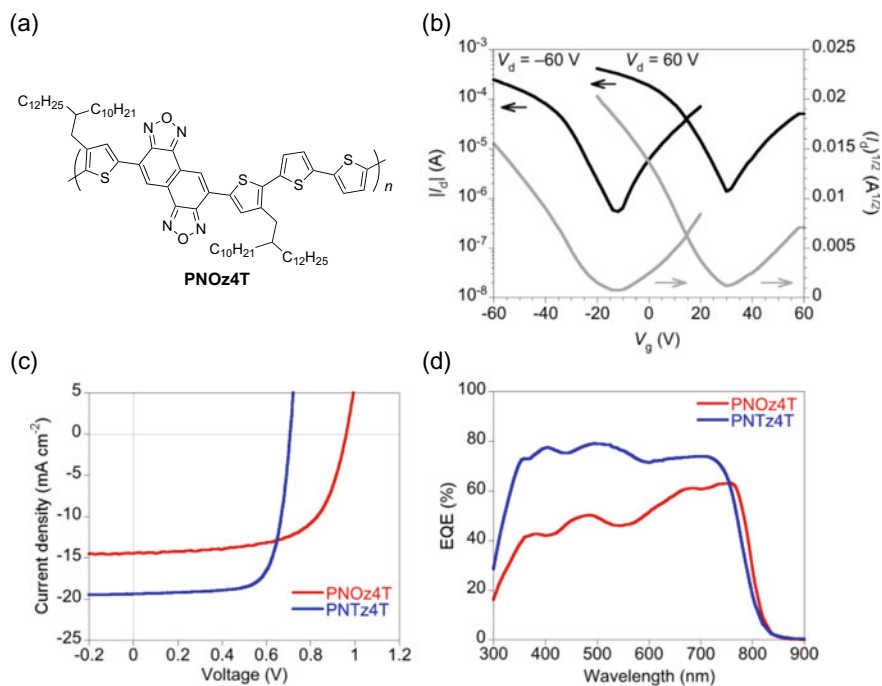 (a)
C12H25
C10H21
N
O
N
N
O
N
S
S
S
S
n
C10H21
C12H25
PNOz4T
(b)
10-3
10-4
10-5
10-6
10-7
10-8
|Id| (A)
Vd = –60 V
Vd = 60 V
0.025
0.02
0.015
0.01
0.005
0
(Id)1/2 (A1/2)
-60
-40
-20
0
20
40
60
Vg (V)
(c)
5
0
-5
-10
-15
-20
-25
Current density (mA cm-2)
PNOz4T
PNTz4T
-0.2
0
0.2
0.4
0.6
0.8
1
1.2
Voltage (V)
(d)
100
80
60
40
20
0
EQE (%)
PNOz4T
PNTz4T
300
400
500
600
700
800
900
Wavelength (nm)